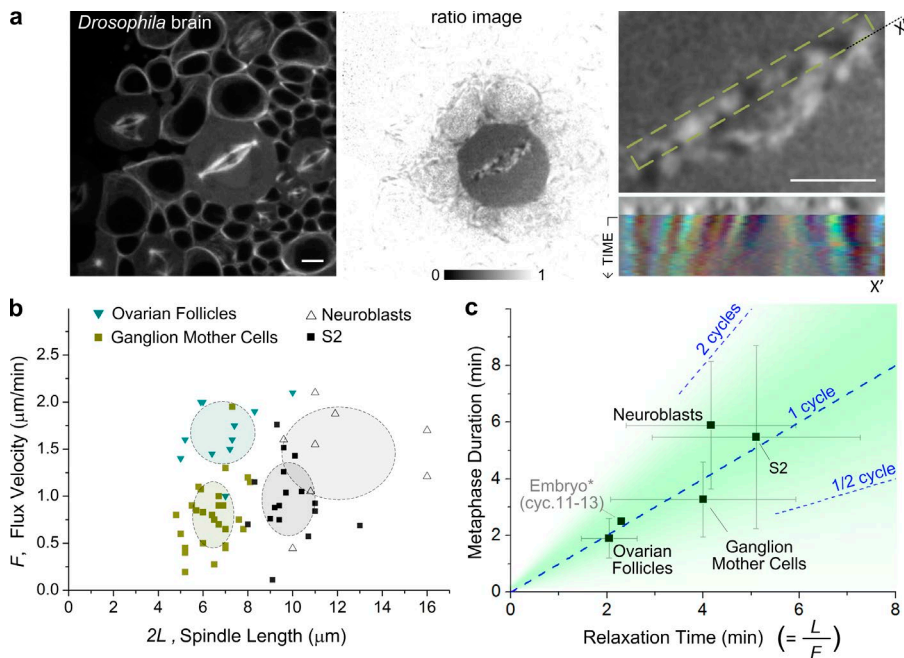 a
Drosophila brain
ratio image
0 1
X'
TIME
X'
b
Ovarian Follicles
Ganglion Mother Cells
Neuroblasts
S2
F, Flux Velocity (μm/min)
2.5
2.0
1.5
1.0
0.5
0.0
0 2 4 6 8 10 12 14 16
2L , Spindle Length (μm)
c
Metaphase Duration (min)
8
6
4
2
0
2 cycles
1 cycle
1/2 cycle
Neuroblasts
S2
Embryo*
(cyc.11-13)
Ovarian
Follicles
Ganglion
Mother Cells
0 2 4 6 8
Relaxation Time (min) (= L/F)